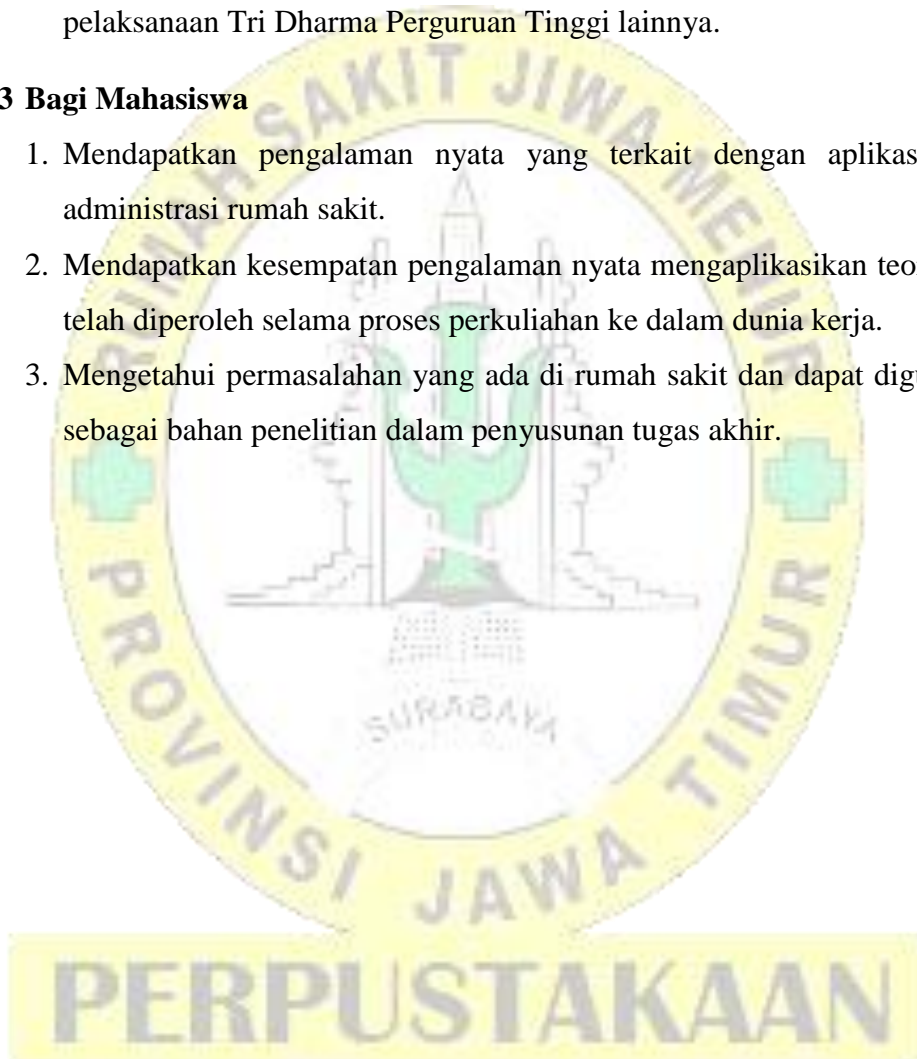 pelaksanaan Tri Dharma Perguruan Tinggi lainnya.
3 Bagi Mahasiswa
1. Mendapatkan pengalaman nyata yang terkait dengan aplikas
administrasi rumah sakit.
2. Mendapatkan kesempatan pengalaman nyata mengaplikasikan teo
telah diperoleh selama proses perkuliahan ke dalam dunia kerja.
3. Mengetahui permasalahan yang ada di rumah sakit dan dapat dig
sebagai bahan penelitian dalam penyusunan tugas akhir.
RUMAH SAKIT JIWA MENUR
SURABAYA
PROVINSI JAWA TIMUR
PERPUSTAKAAN